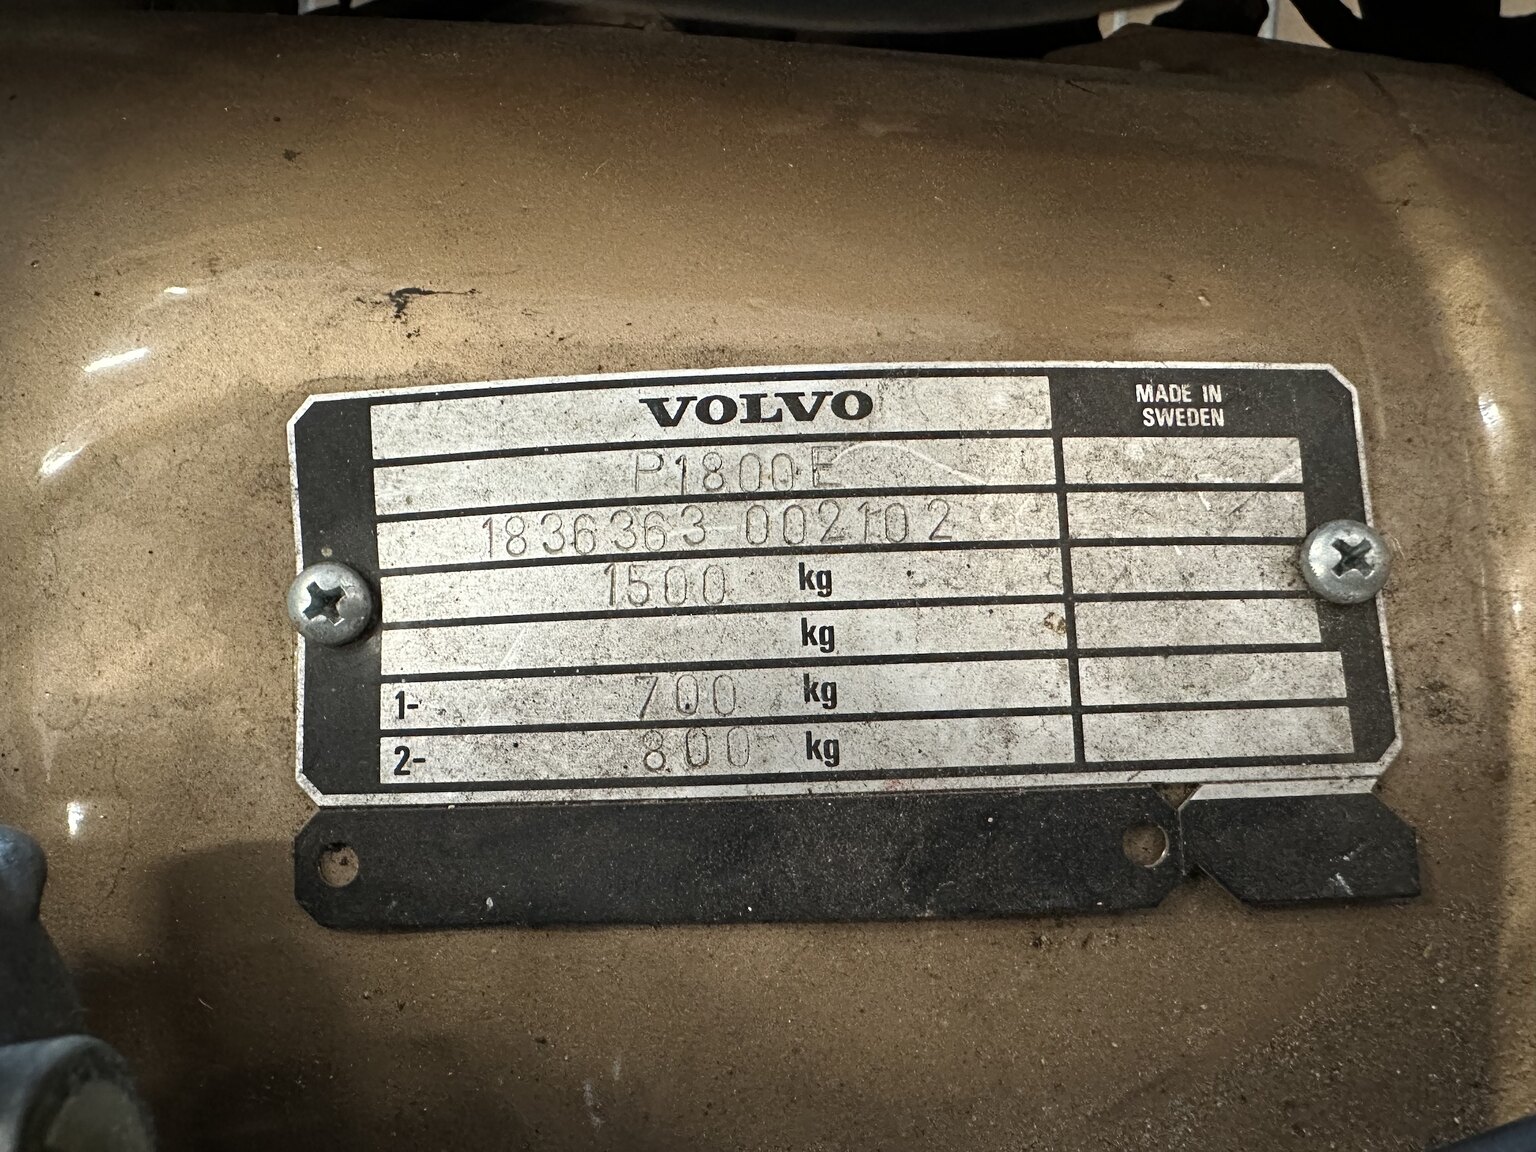 VOLVO
MADE IN
SWEDEN
P1800E
1836363 002102
1500 kg
kg
1- 700 kg
2- 800 kg